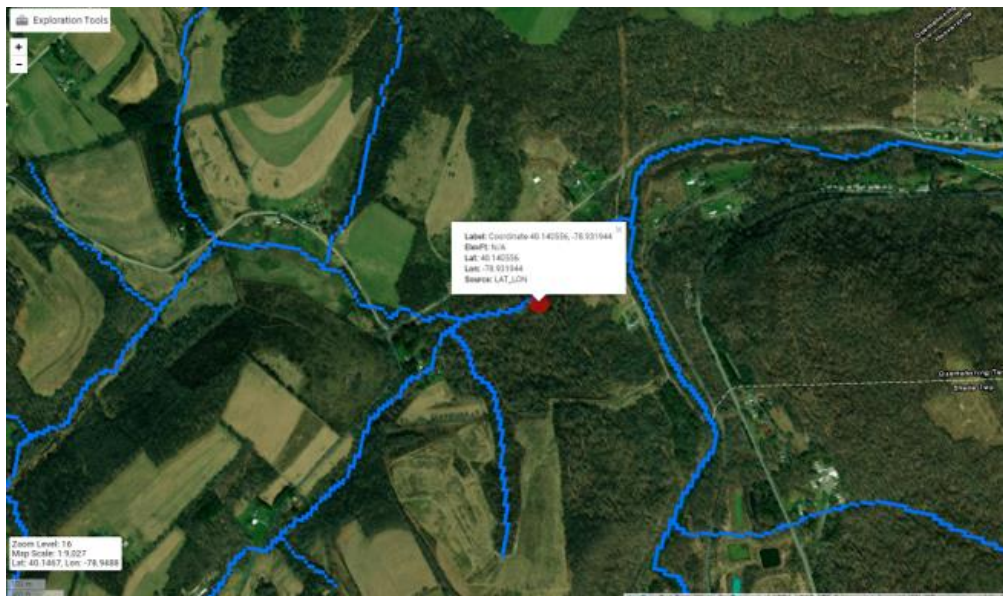 Exploration Tools
+
-
Label: Coordinate 40.140556, -78.931944
ElevFt: N/A
Lat: 40.140556
Lon: -78.931944
Source: LAT_LON
Zoom Level: 16
Map Scale: 1:9,027
Lat: 40.1467, Lon: -78.9488